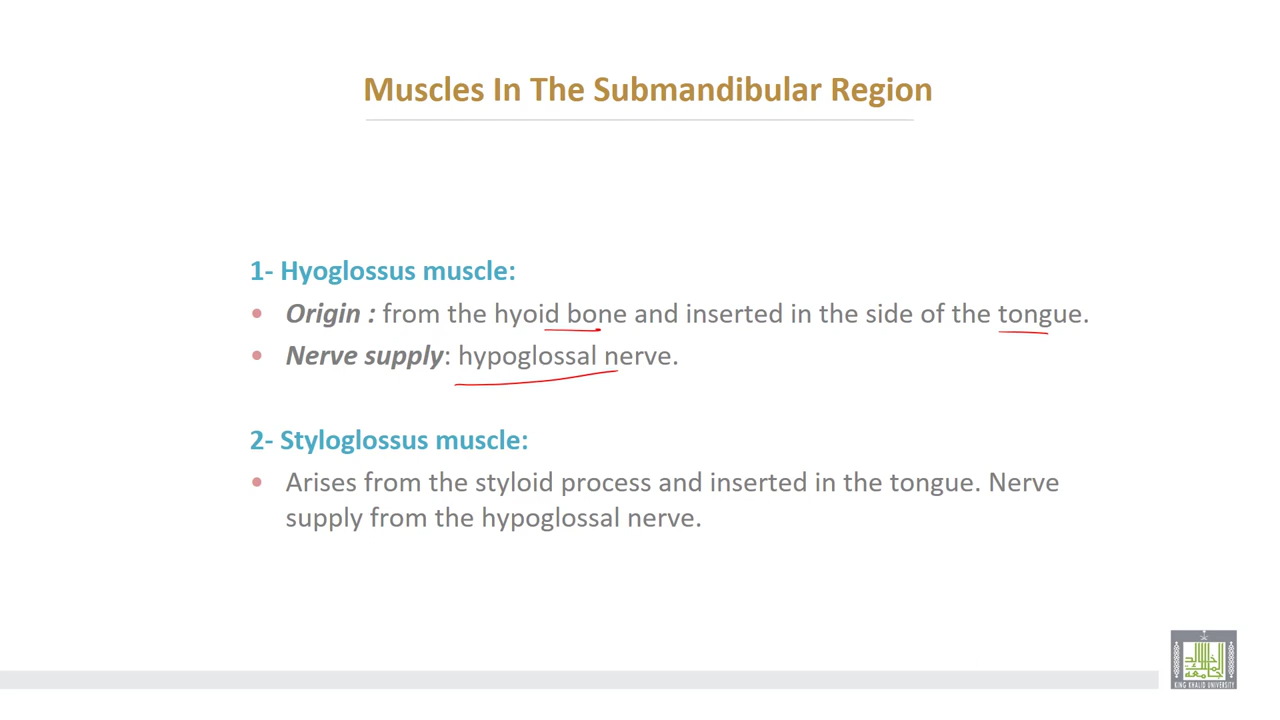 Muscles In The Submandibular Region
1- Hyoglossus muscle:
• Origin : from the hyoid bone and inserted in the side of the tongue.
• Nerve supply: hypoglossal nerve.
2- Styloglossus muscle:
• Arises from the styloid process and inserted in the tongue. Nerve
supply from the hypoglossal nerve.
KING KHALID UNIVERSITY